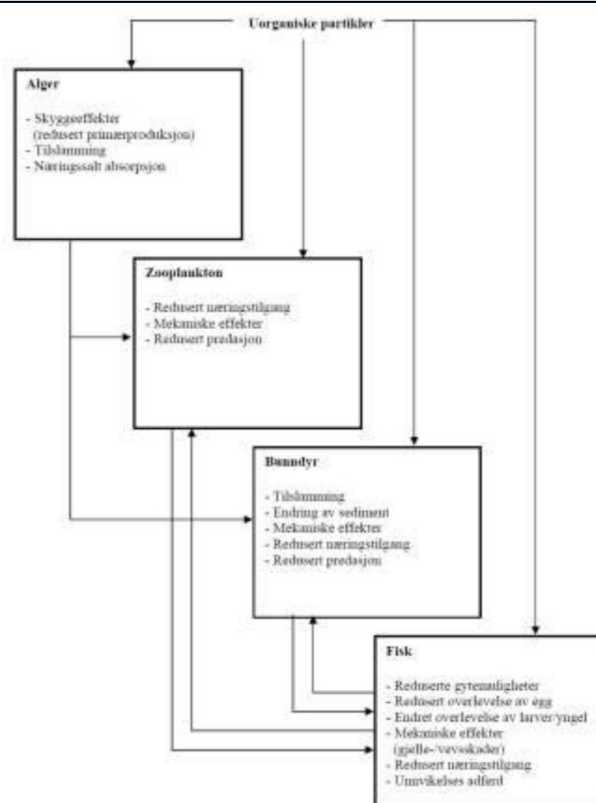 Uorganiske partikler
Alger
- Skyggeeffekter
(redusert primærproduksjon)
- Tilslamming
- Næringssalt absorpsjon
Zooplankton
- Redusert næringstilgang
- Mekaniske effekter
- Redusert predasjon
Bunndyr
- Tilslamming
- Endring av sediment
- Mekaniske effekter
- Redusert næringstilgang
- Redusert predasjon
Fisk
- Reduserte gytemuligheter
- Redusert overlevelse av egg
- Endret overlevelse av larver/yngel
- Mekaniske effekter
(gjelle-/vevsskader)
- Redusert næringstilgang
- Unnvikelses adferd